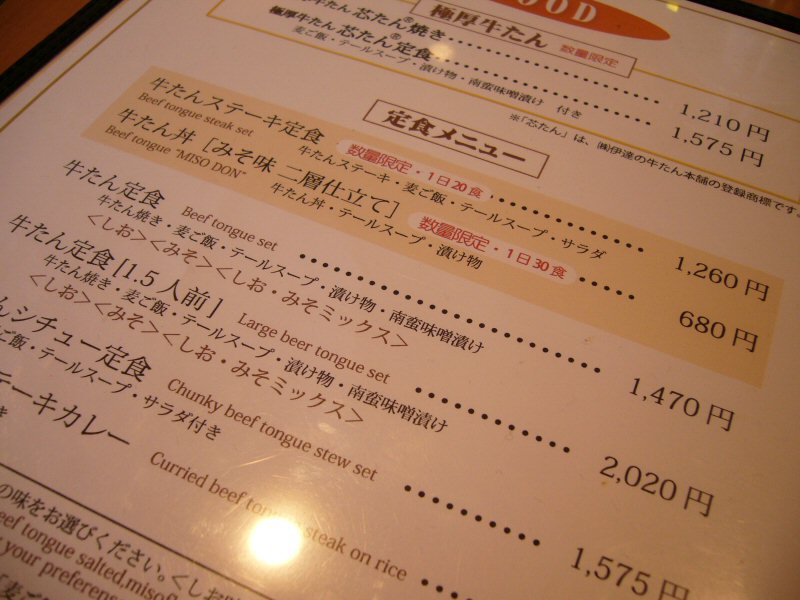 OOD
極厚牛たん 数量限定
牛たん 芯たん®焼き 1,210円
極厚牛たん 芯たん®定食 1,575円
麦ご飯・テールスープ・漬け物・南蛮味噌漬け 付き
※「芯たん」は、㈱伊達の牛たん本舗の登録商標です
定食メニュー
牛たんステーキ定食 数量限定・1日20食 1,260円
Beef tongue steak set 牛たんステーキ・麦ご飯・テールスープ・サラダ
牛たん丼 [みそ味 二層仕立て] 数量限定・1日30食 680円
Beef tongue "MISO DON" 牛たん丼・テールスープ・漬け物
牛たん定食 Beef tongue set 1,470円
牛たん焼き・麦ご飯・テールスープ・漬け物・南蛮味噌漬け
<しお><みそ><しお・みそミックス>
牛たん定食 [1.5人前] Large beer tongue set 2,020円
牛たん焼き・麦ご飯・テールスープ・漬け物・南蛮味噌漬け
<しお><みそ><しお・みそミックス>
んシチュー定食 Chunky beef tongue stew set 1,575円
ご飯・テールスープ・サラダ付き
テーキカレー Curried beef tongue steak on rice
き
の味をお選びください。<しお
eef tongue salted,miso
your preferens
「麦ご